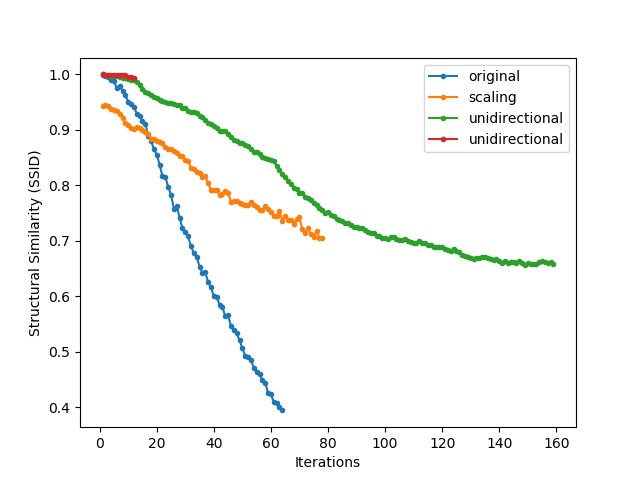 original
scaling
unidirectional
unidirectional
1.0
0.9
0.8
0.7
0.6
0.5
0.4
Structural Similarity (SSID)
0 20 40 60 80 100 120 140 160
Iterations